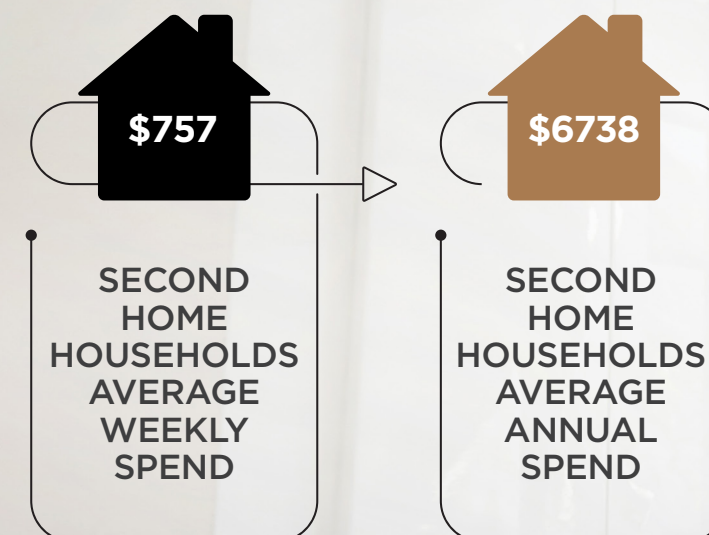 $757
SECOND
HOME
HOUSEHOLDS
AVERAGE
WEEKLY
SPEND
$6738
SECOND
HOME
HOUSEHOLDS
AVERAGE
ANNUAL
SPEND